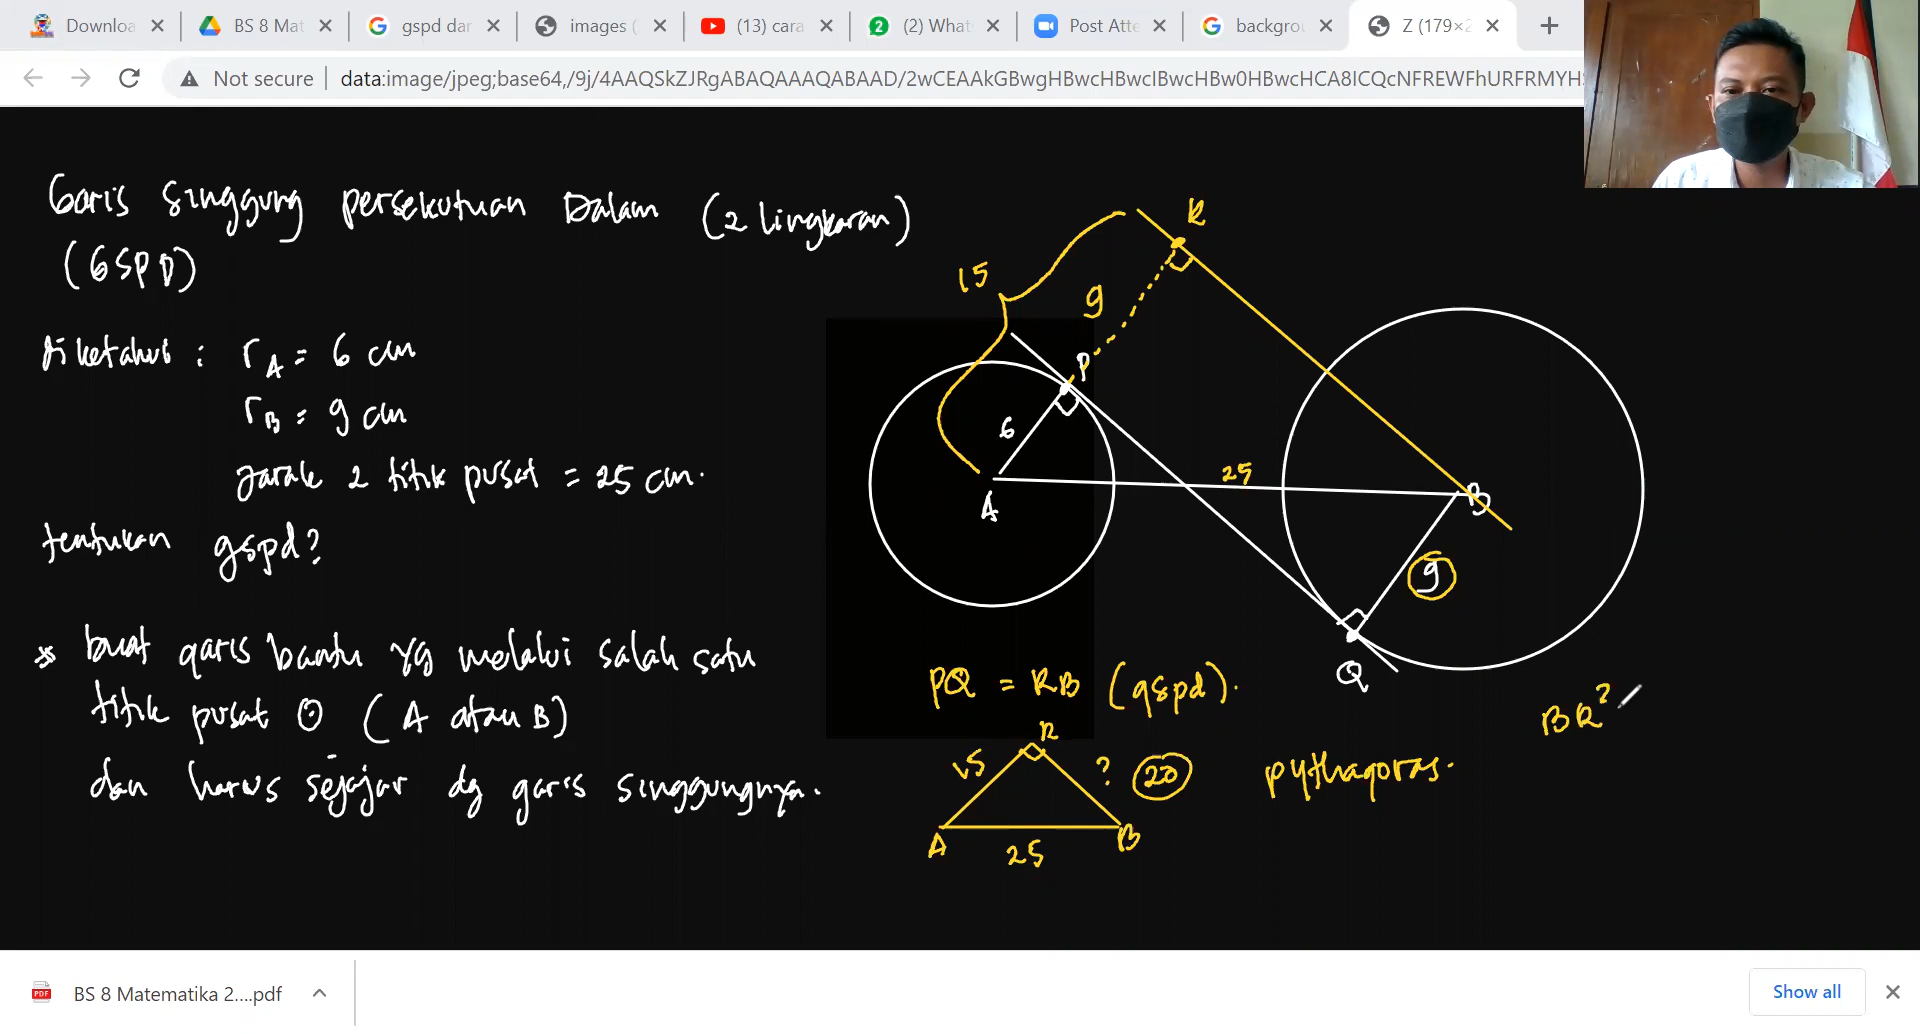 Downloa
BS 8 Mat
gspd dar
images (
(13) cara
(2) What
Post Atte
backgrou
Z (179×2
Not secure
data:image/jpeg;base64,/9j/4AAQSkZJRgABAQAAAQABAAD/2wCEAAkGBwgHBwcHBwcIBwcHBw0HBwcHCA8ICQcNFREWFhURFRMYH
Garis Singgung persekutuan Dalam (2 lingkaran)
(GSPD)
diketahui : rA = 6 cm
rB = 9 cm
Jarak 2 titik pusat = 25 cm.
tentukan gspd?
* buat garis bantu yg melalui salah satu
titik pusat O (A atau B)
dan harus sejajar dg garis singgungnya.
R
15
9
P
6
A
25
B
9
Q
PQ = RB (gspd).
R
15
?
20
A
25
B
pythagoras.
BR²
PDF
BS 8 Matematika 2....pdf
Show all